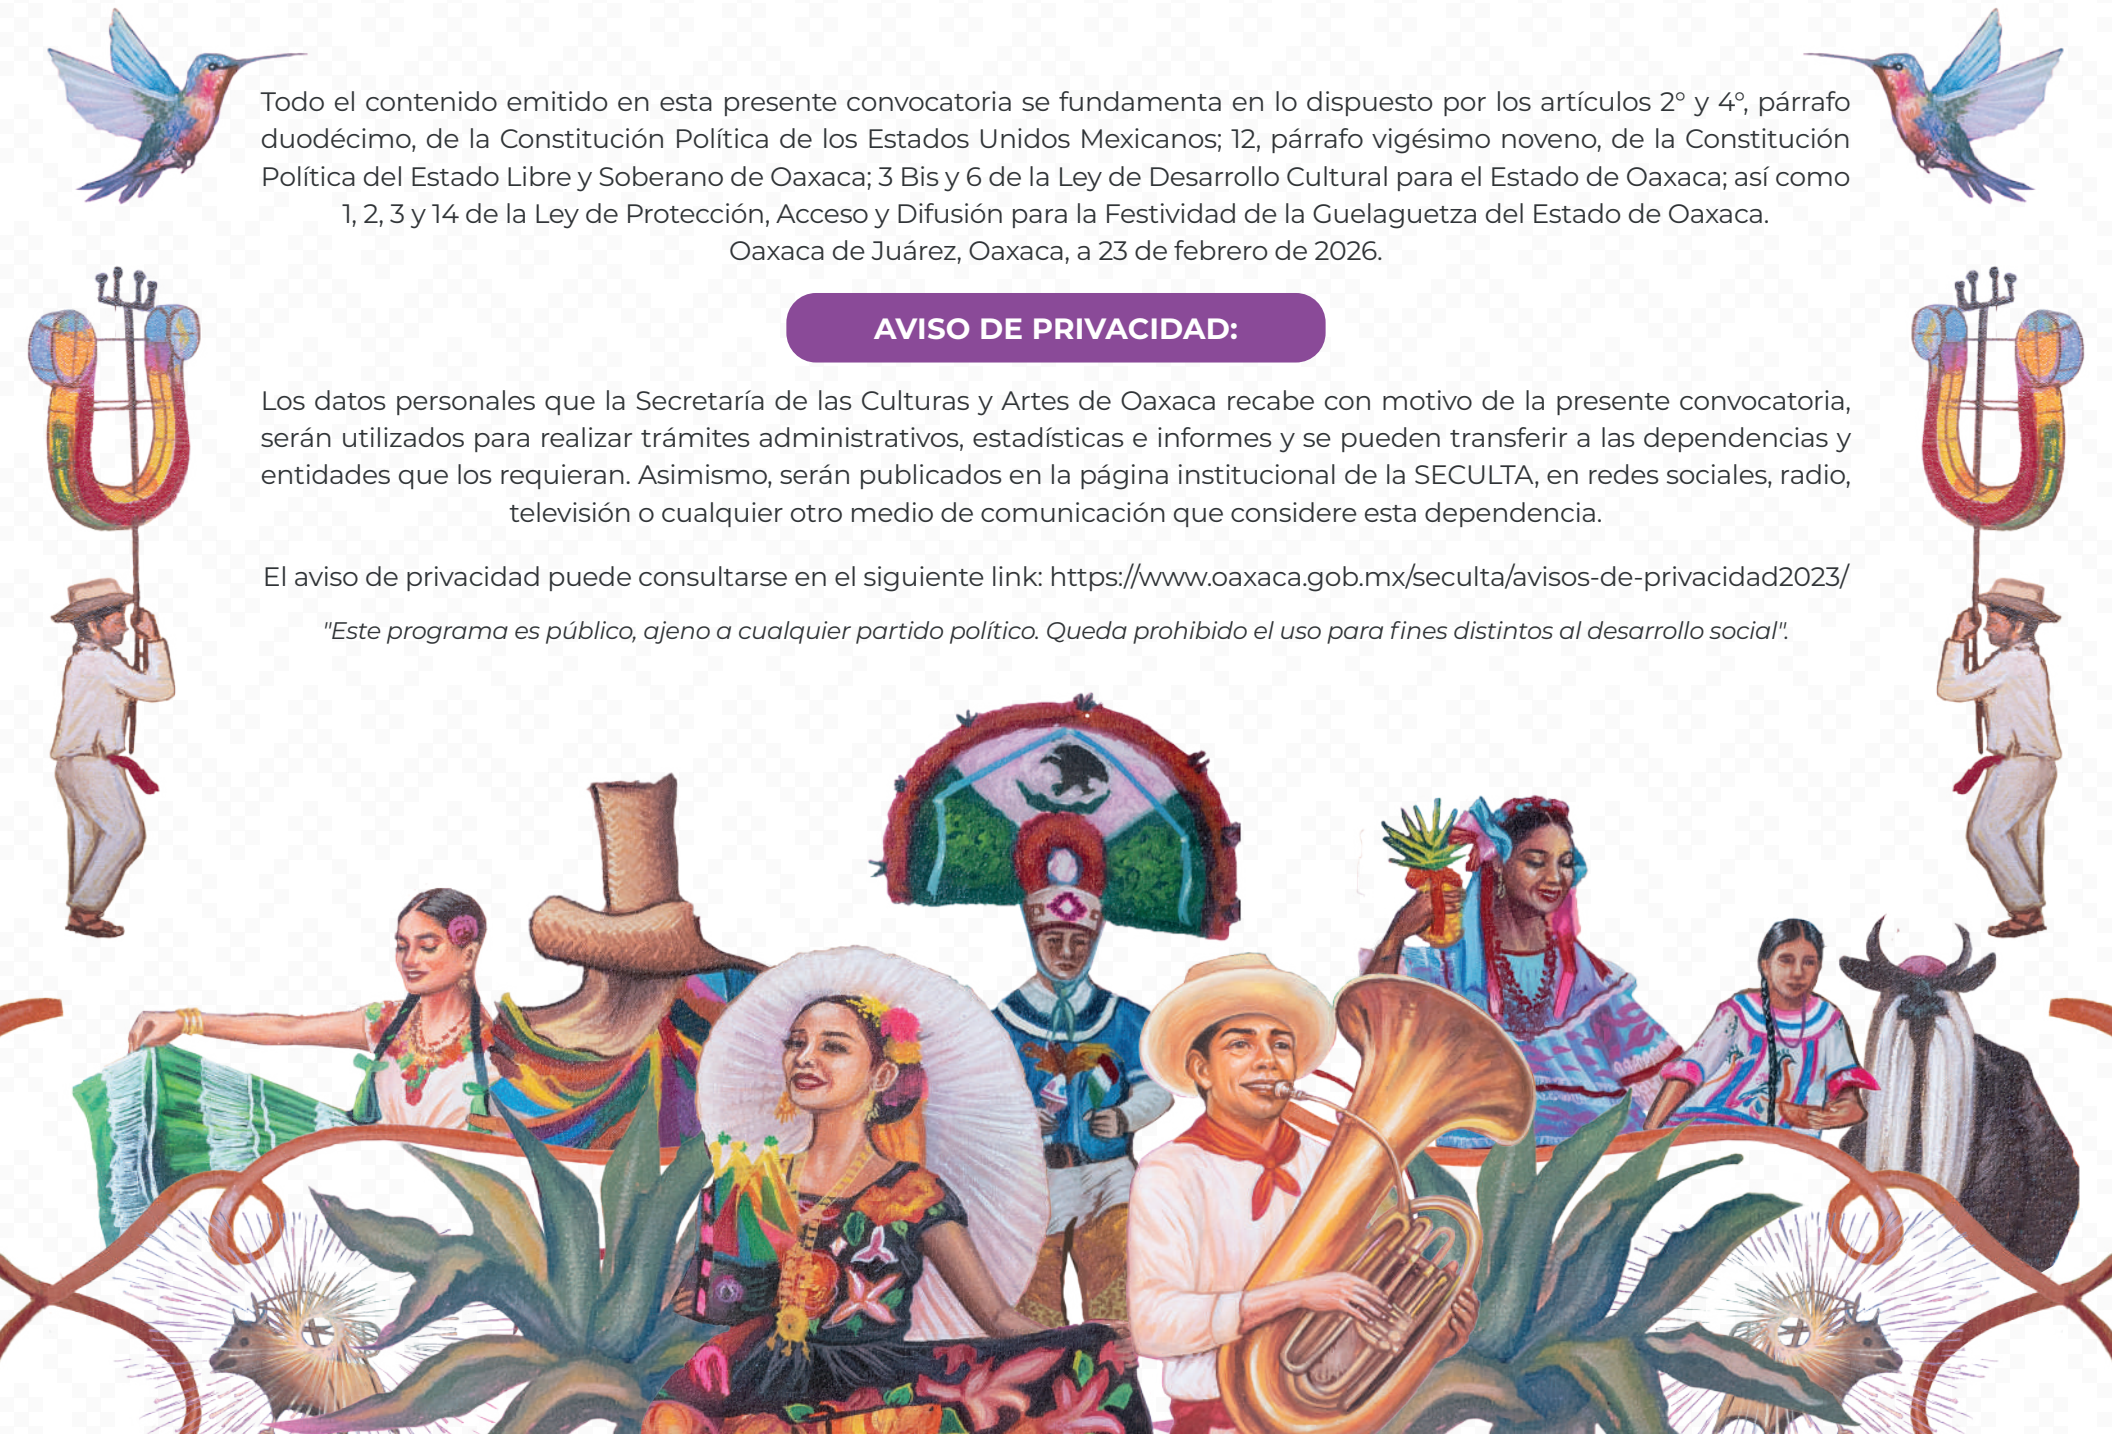 Todo el contenido emitido en esta presente convocatoria se fundamenta en lo dispuesto por los artículos 2° y 4°, párrafo
duodécimo, de la Constitución Política de los Estados Unidos Mexicanos; 12, párrafo vigésimo noveno, de la Constitución
Política del Estado Libre y Soberano de Oaxaca; 3 Bis y 6 de la Ley de Desarrollo Cultural para el Estado de Oaxaca; así como
1, 2, 3 y 14 de la Ley de Protección, Acceso y Difusión para la Festividad de la Guelaguetza del Estado de Oaxaca.
Oaxaca de Juárez, Oaxaca, a 23 de febrero de 2026.
AVISO DE PRIVACIDAD:
Los datos personales que la Secretaría de las Culturas y Artes de Oaxaca recabe con motivo de la presente convocatoria,
serán utilizados para realizar trámites administrativos, estadísticas e informes y se pueden transferir a las dependencias y
entidades que los requieran. Asimismo, serán publicados en la página institucional de la SECULTA, en redes sociales, radio,
televisión o cualquier otro medio de comunicación que considere esta dependencia.
El aviso de privacidad puede consultarse en el siguiente link: https://www.oaxaca.gob.mx/seculta/avisos-de-privacidad2023/
"Este programa es público, ajeno a cualquier partido político. Queda prohibido el uso para fines distintos al desarrollo social".